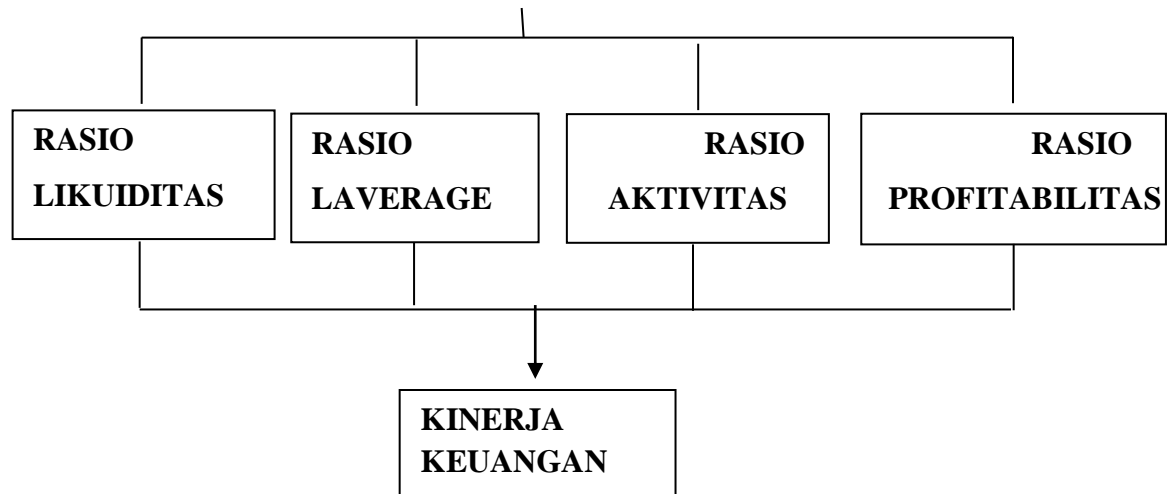 RASIO
LIKUIDITAS
RASIO
LAVERAGE
RASIO
AKTIVITAS
RASIO
PROFITABILITAS
KINERJA
KEUANGAN